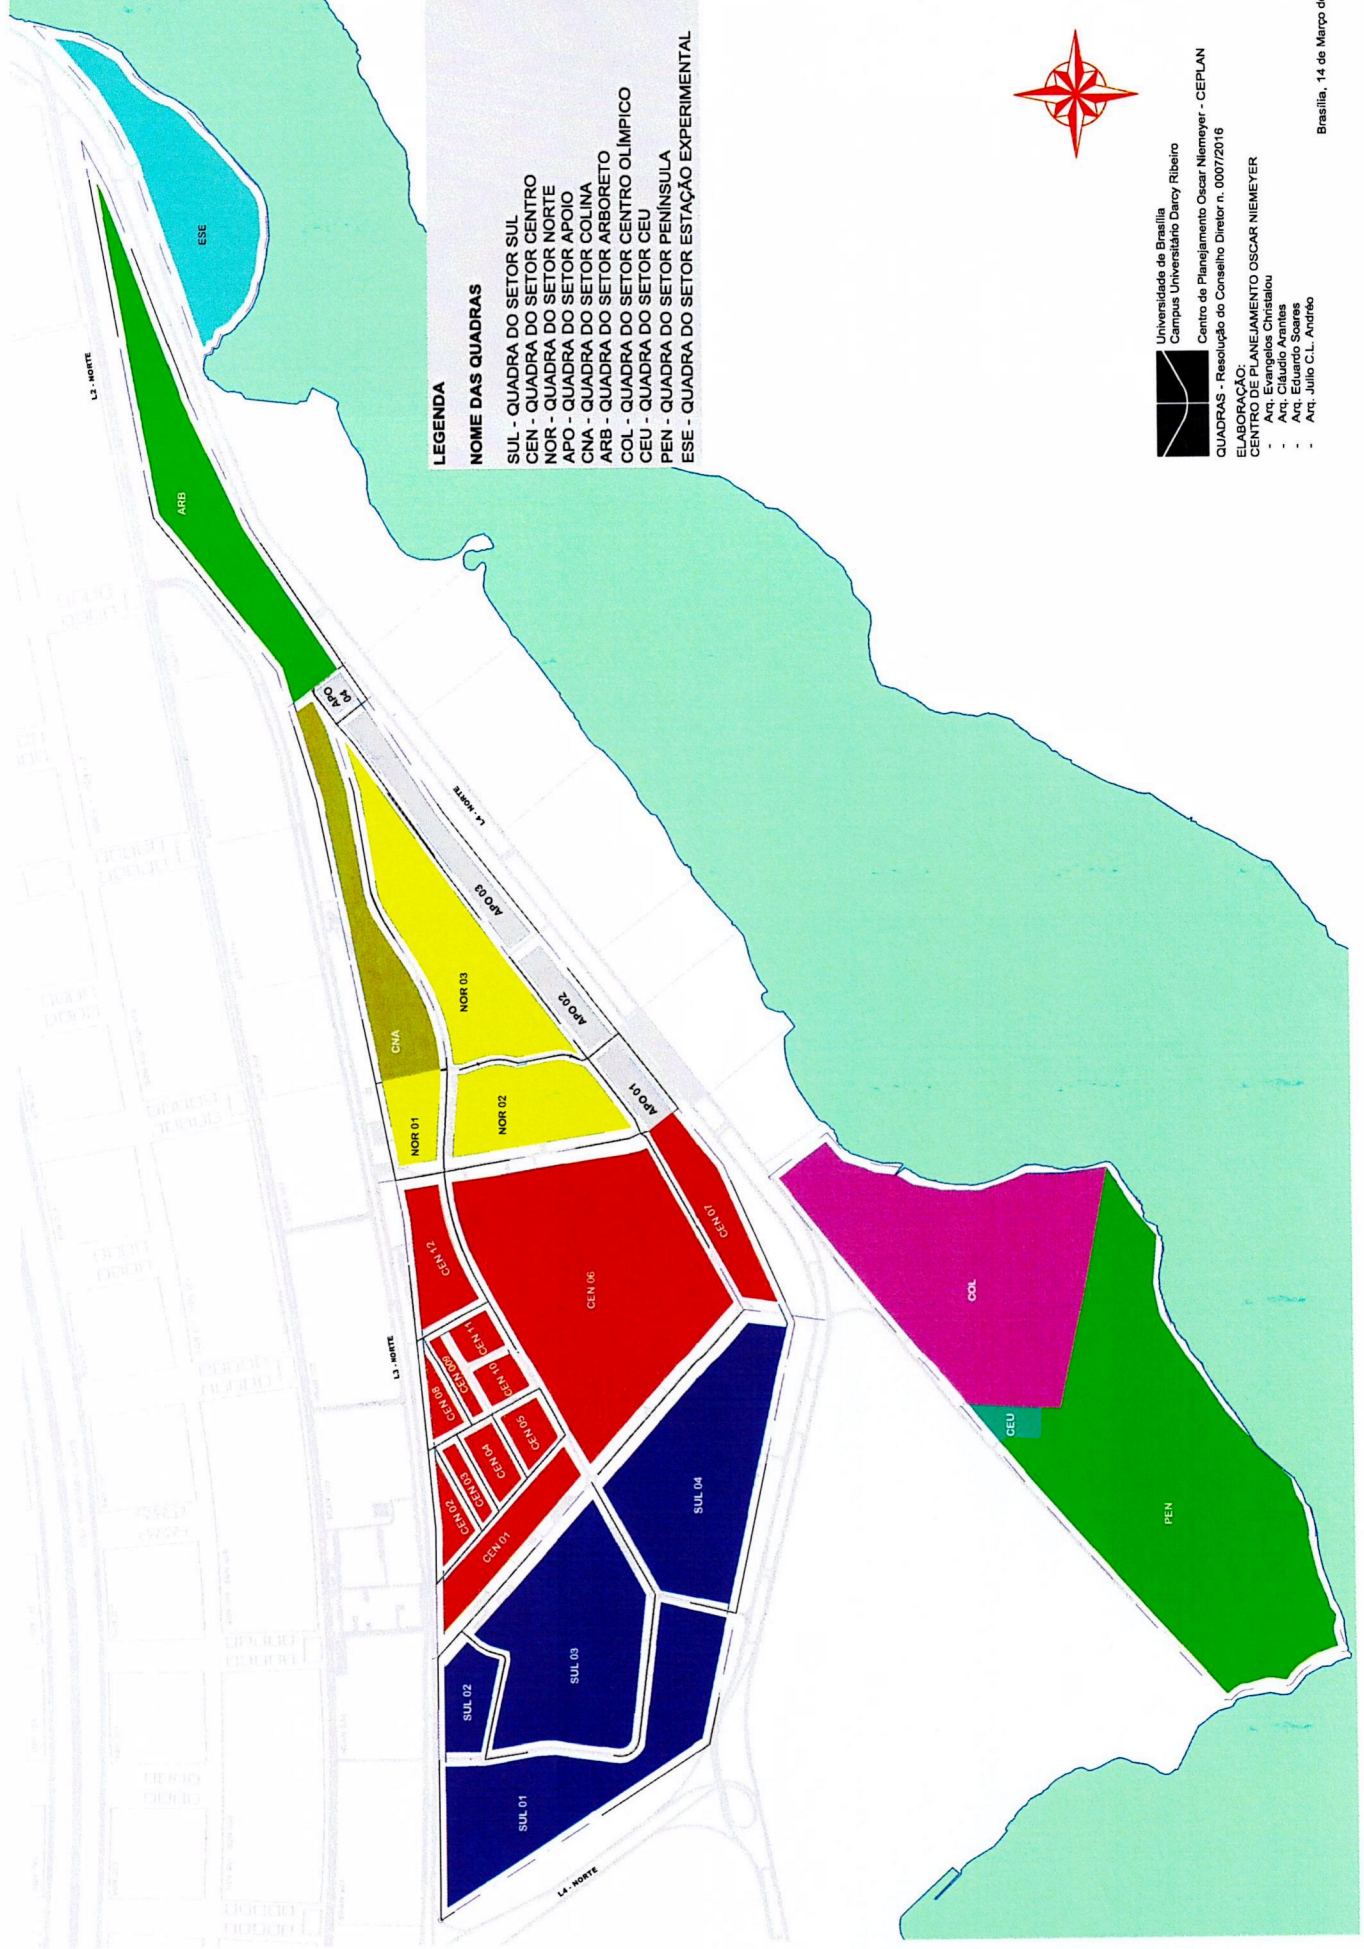 LEGENDA
NOME DAS QUADRAS
SUL - QUADRA DO SETOR SUL
CEN - QUADRA DO SETOR CENTRO
NOR - QUADRA DO SETOR NORTE
APO - QUADRA DO SETOR APOIO
CNA - QUADRA DO SETOR COLINA
ARB - QUADRA DO SETOR ARBORETO
COL - QUADRA DO SETOR CENTRO OLÍMPICO
CEU - QUADRA DO SETOR CEU
PEN - QUADRA DO SETOR PENÍNSULA
ESE - QUADRA DO SETOR ESTAÇÃO EXPERIMENTAL
L2 - NORTE
ESE
ARB
APO
04
L4 - NORTE
APO 03
APO 02
APO 01
CNA
NOR 03
NOR 01
NOR 02
L3 - NORTE
CEN 12
CEN 06
CEN 07
CEN 11
CEN 009
CEN 10
CEN 08
CEN 05
CEN 04
CEN 03
CEN 02
CEN 01
SUL 04
SUL 03
SUL 02
SUL 01
L4 - NORTE
COL
CEU
PEN
Universidade de Brasília
Campus Universitário Darcy Ribeiro
Centro de Planejamento Oscar Niemeyer - CEPLAN
QUADRAS - Resolução do Conselho Diretor n. 0007/2016
ELABORAÇÃO:
CENTRO DE PLANEJAMENTO OSCAR NIEMEYER
- Arq. Evangelos Christalou
- Arq. Cláudio Arantes
- Arq. Eduardo Soares
- Arq. Julio C.L. Andréo
Brasília, 14 de Março de